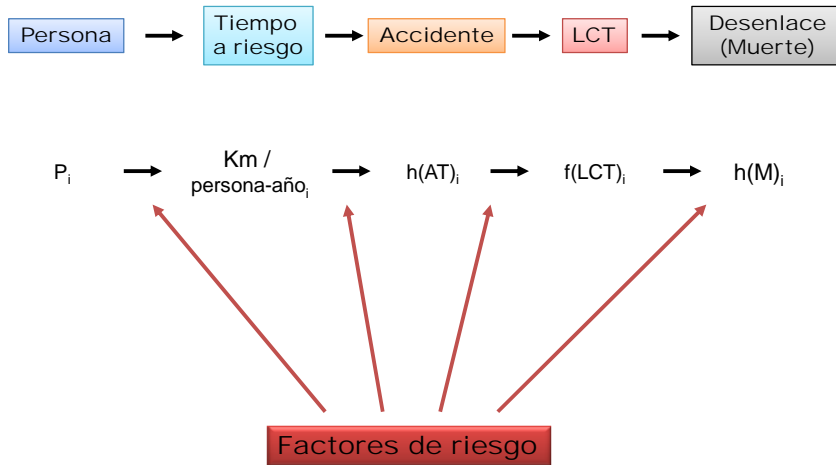 Persona
Tiempo
a riesgo
Accidente
LCT
Desenlace
(Muerte)
Pi
Km /
persona-añoi
h(AT)i
f(LCT)i
h(M)i
Factores de riesgo